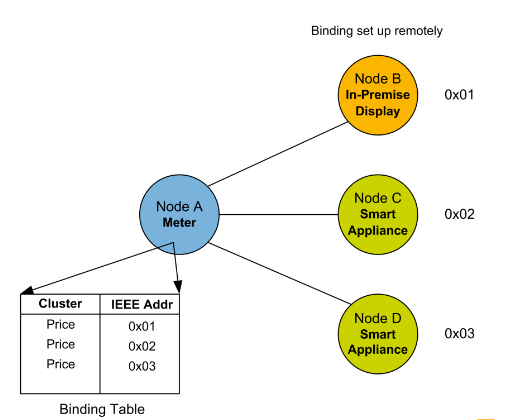 Binding set up remotely
Node B
In-Premise
Display
0x01
Node A
Meter
Node C
Smart
Appliance
0x02
Node D
Smart
Appliance
0x03
Cluster IEEE Addr
Price 0x01
Price 0x02
Price 0x03
Binding Table